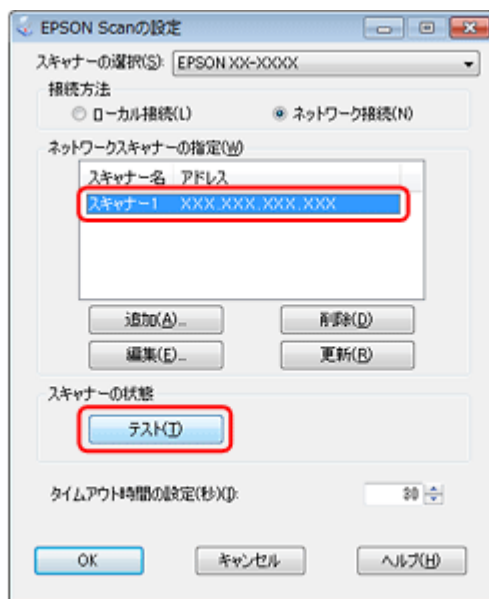 EPSON Scanの設定
スキャナーの選択(S): EPSON XX-XXXX
接続方法
ローカル接続(L) ネットワーク接続(N)
ネットワークスキャナーの指定(W)
スキャナー名 アドレス
スキャナー1 XXX.XXX.XXX.XXX
追加(A)... 削除(D)
編集(E)... 更新(R)
スキャナーの状態
テスト(T)
タイムアウト時間の設定(秒)(I): 30
OK キャンセル ヘルプ(H)